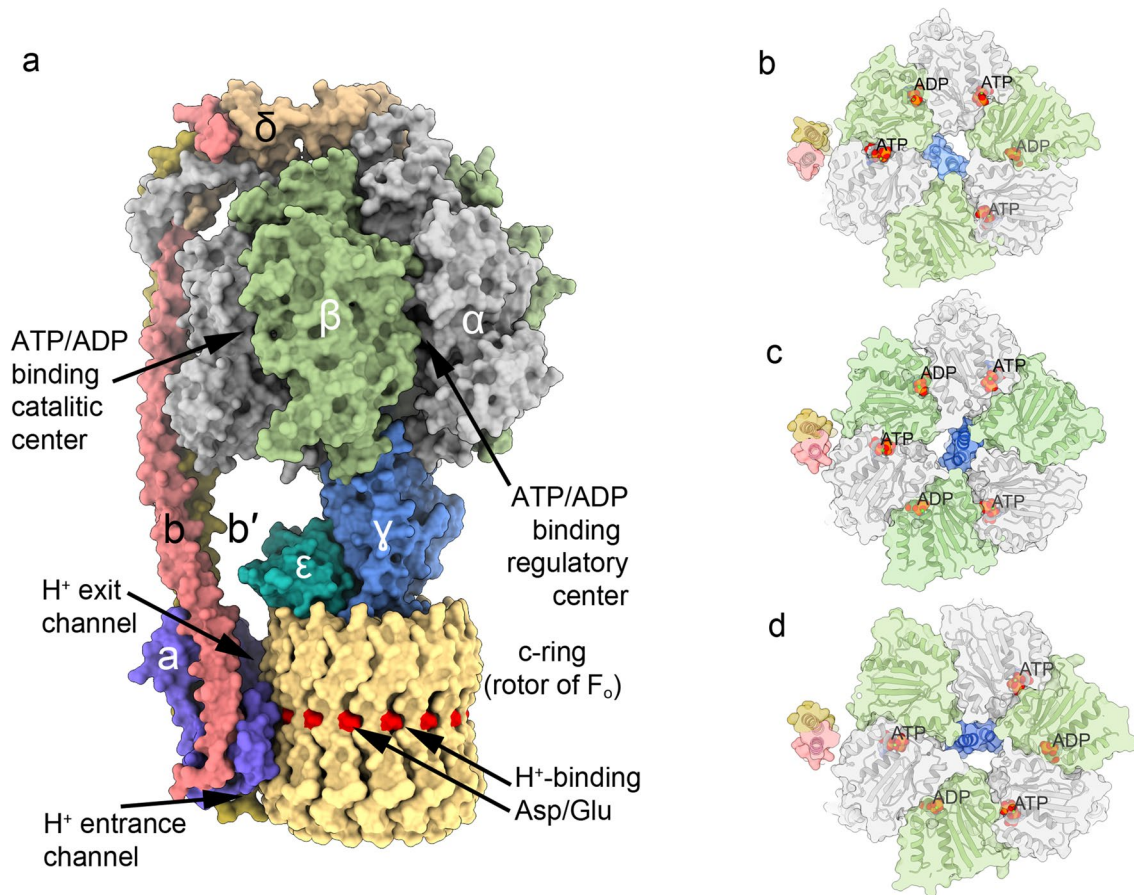 a
δ
β
α
ATP/ADP
binding
catalitic
center
b
b′
ε
γ
ATP/ADP
binding
regulatory
center
H⁺ exit
channel
a
c-ring
(rotor of Fₒ)
H⁺-binding
Asp/Glu
H⁺ entrance
channel
b
ADP
ATP
ATP
ADP
ATP
c
ADP
ATP
ATP
ADP
ATP
d
ATP
ATP
ADP
ADP
ATP